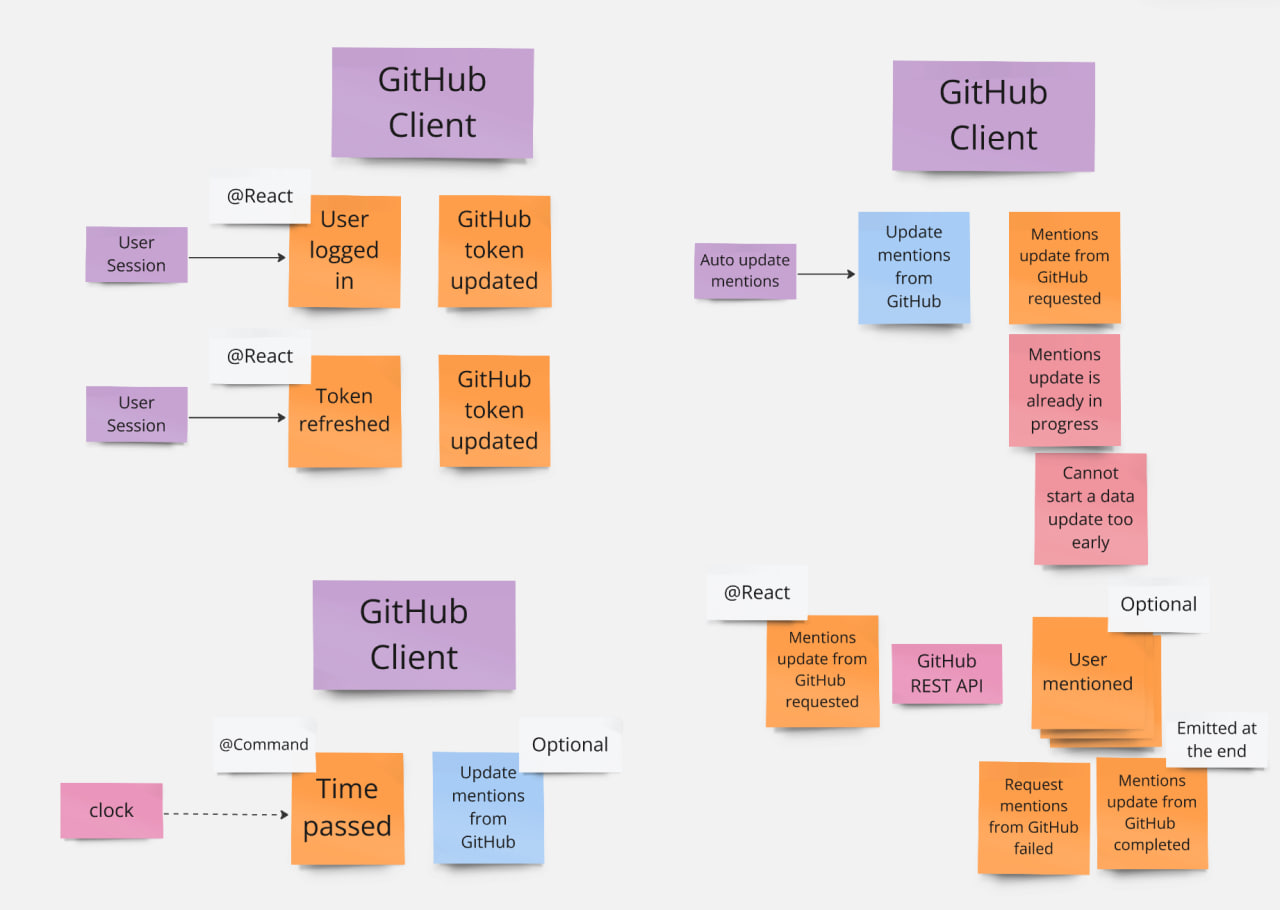 GitHub
Client
@React
User
Session
User
logged
in
GitHub
token
updated
@React
User
Session
Token
refreshed
GitHub
token
updated
GitHub
Client
@Command
Optional
clock
Time
passed
Update
mentions
from
GitHub
GitHub
Client
Auto update
mentions
Update
mentions
from
GitHub
Mentions
update from
GitHub
requested
Mentions
update is
already in
progress
Cannot
start a data
update too
early
@React
Mentions
update from
GitHub
requested
GitHub
REST API
Optional
User
mentioned
Emitted at
the end
Request
mentions
from GitHub
failed
Mentions
update from
GitHub
completed